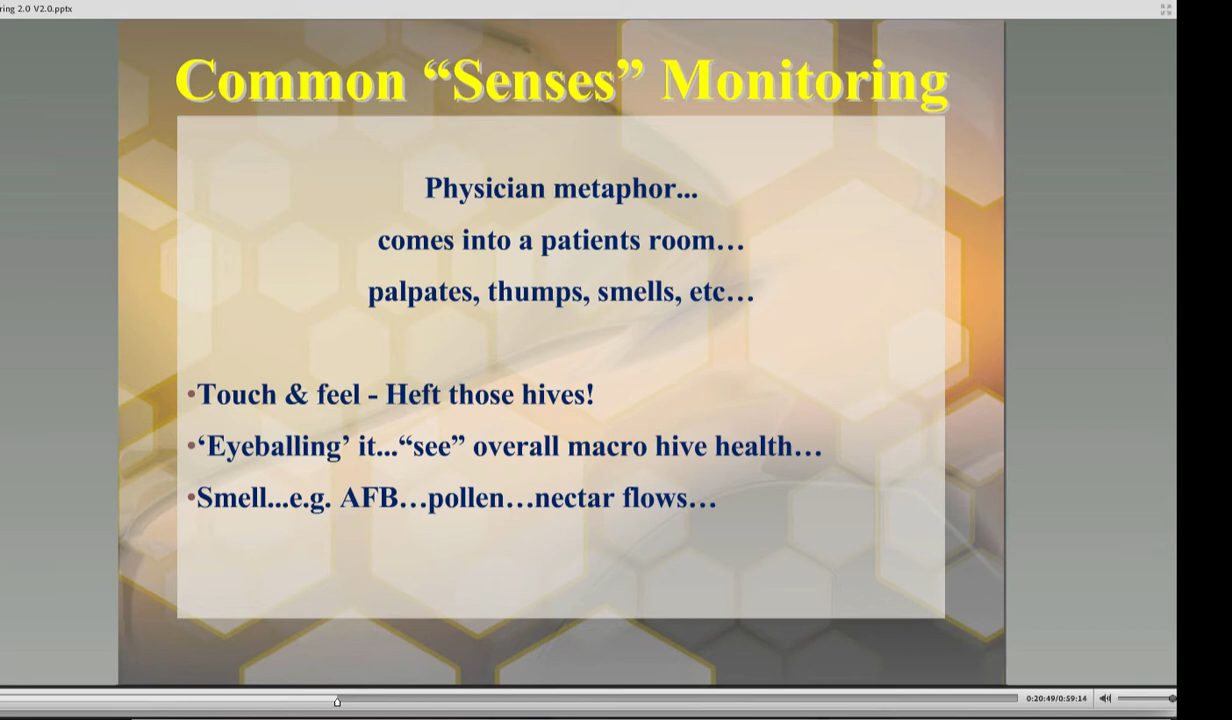 ring 2.0 V2.0.pptx
Common “Senses” Monitoring
Physician metaphor...
comes into a patients room…
palpates, thumps, smells, etc…
•Touch & feel - Heft those hives!
•‘Eyeballing’ it...“see” overall macro hive health…
•Smell...e.g. AFB…pollen…nectar flows…
0:20:49/0:59:14